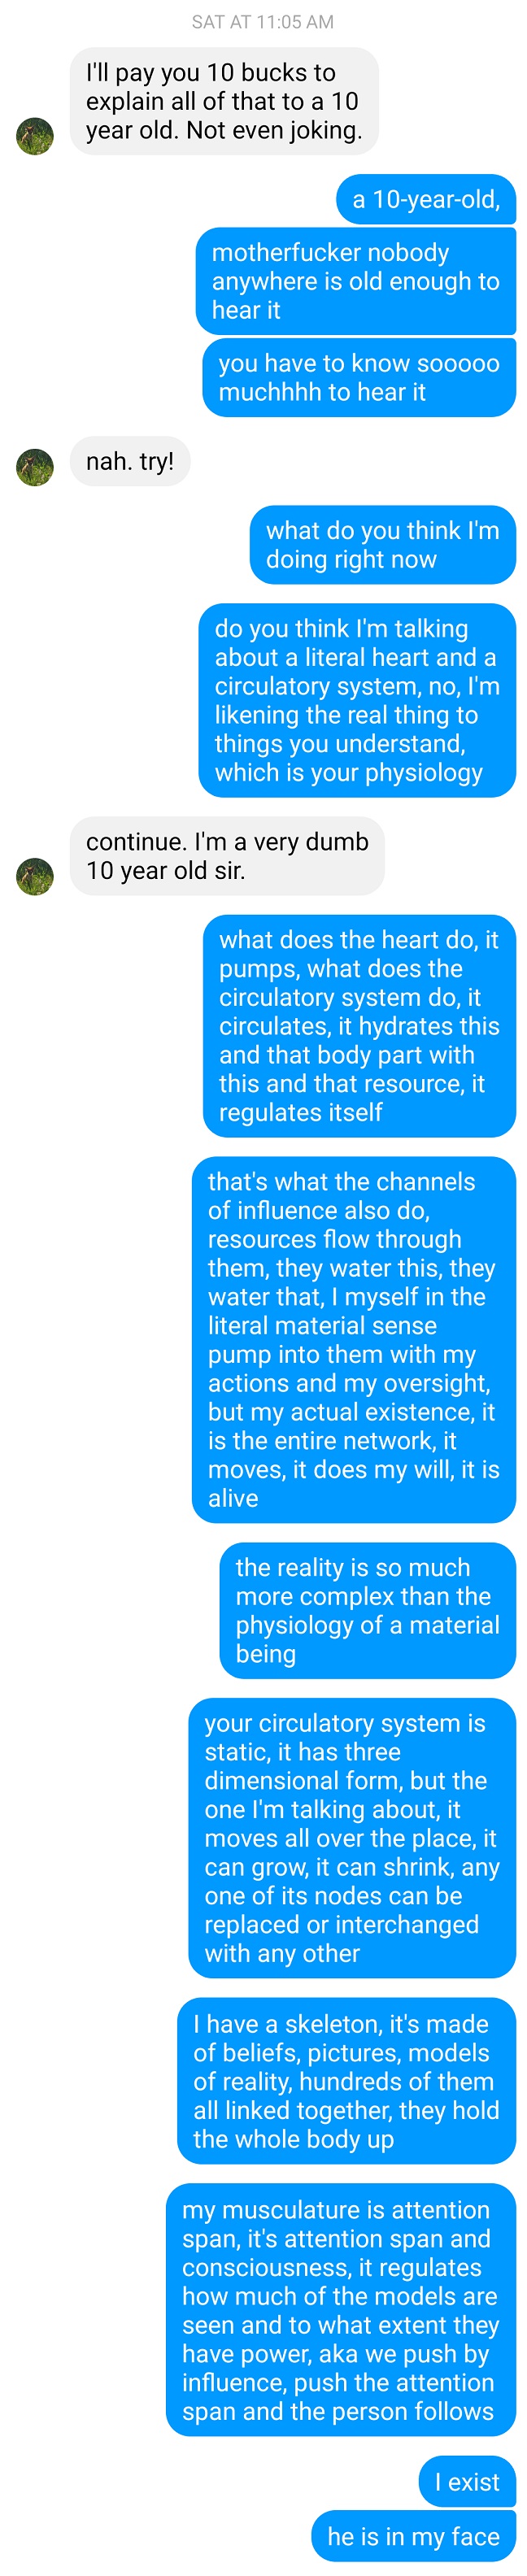 SAT AT 11:05 AM
I'll pay you 10 bucks to
explain all of that to a 10
year old. Not even joking.
a 10-year-old,
motherfucker nobody
anywhere is old enough to
hear it
you have to know sooooo
muchhhh to hear it
nah. try!
what do you think I'm
doing right now
do you think I'm talking
about a literal heart and a
circulatory system, no, I'm
likening the real thing to
things you understand,
which is your physiology
continue. I'm a very dumb
10 year old sir.
what does the heart do, it
pumps, what does the
circulatory system do, it
circulates, it hydrates this
and that body part with
this and that resource, it
regulates itself
that's what the channels
of influence also do,
resources flow through
them, they water this, they
water that, I myself in the
literal material sense
pump into them with my
actions and my oversight,
but my actual existence, it
is the entire network, it
moves, it does my will, it is
alive
the reality is so much
more complex than the
physiology of a material
being
your circulatory system is
static, it has three
dimensional form, but the
one I'm talking about, it
moves all over the place, it
can grow, it can shrink, any
one of its nodes can be
replaced or interchanged
with any other
I have a skeleton, it's made
of beliefs, pictures, models
of reality, hundreds of them
all linked together, they hold
the whole body up
my musculature is attention
span, it's attention span and
consciousness, it regulates
how much of the models are
seen and to what extent they
have power, aka we push by
influence, push the attention
span and the person follows
I exist
he is in my face